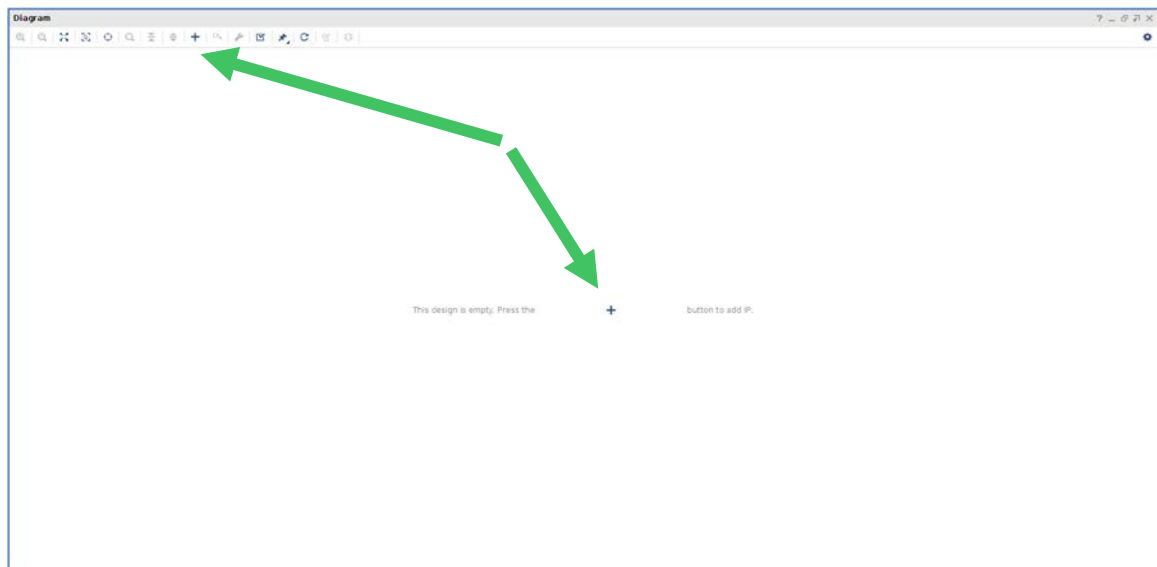 Diagram
This design is empty. Press the + button to add IP.